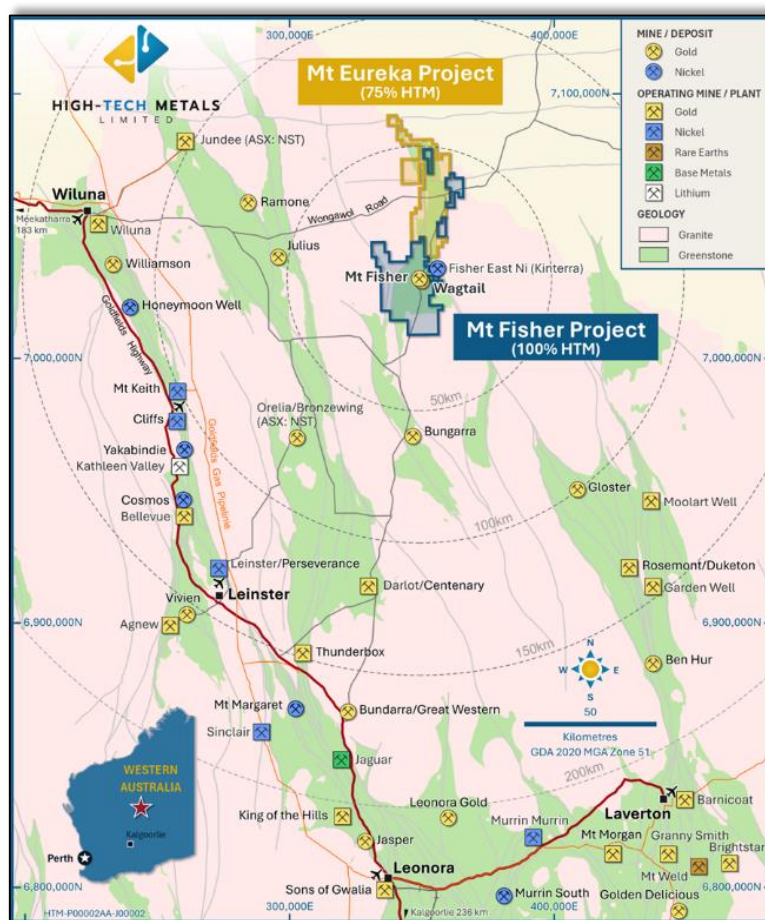 300,000E
400,000E
HIGH-TECH METALS
LIMITED
Mt Eureka Project
(75% HTM)
7,100,000N
MINE / DEPOSIT
Gold
Nickel
OPERATING MINE / PLANT
Gold
Nickel
Rare Earths
Base Metals
Lithium
GEOLOGY
Granite
Greenstone
Jundee (ASX: NST)
Wiluna
Meekatharra
183 km
Wiluna
Ramone
Wongawol Road
Williamson
Julius
Mt Fisher
Fisher East Ni (Kinterra)
Wagtail
Honeymoon Well
Goldfields Highway
Mt Fisher Project
(100% HTM)
7,000,000N
7,000,000N
50km
Mt Keith
Cliffs
Orelia/Bronzewing
(ASX: NST)
Bungarra
Yakabindie
Kathleen Valley
Goldfields Gas Pipeline
Cosmos
Bellevue
Gloster
Moolart Well
100km
Leinster/Perseverance
Leinster
Rosemont/Duketon
Darlot/Centenary
Garden Well
Vivien
Agnew
6,900,000N
6,900,000N
150km
Thunderbox
Ben Hur
N
W
E
S
50
Kilometres
GDA 2020 MGA Zone 51
Mt Margaret
Bundarra/Great Western
Sinclair
Jaguar
200km
WESTERN
AUSTRALIA
Kalgoorlie
Perth
King of the Hills
Leonora Gold
Laverton
Barnicoat
Jasper
Murrin Murrin
Mt Morgan
Granny Smith
Brightstar
Leonora
Mt Weld
Sons of Gwalia
6,800,000N
6,800,000N
Murrin South
Golden Delicious
HTM-P00002AA-J00002
300,000E
Kalgoorlie 236 km
400,000E